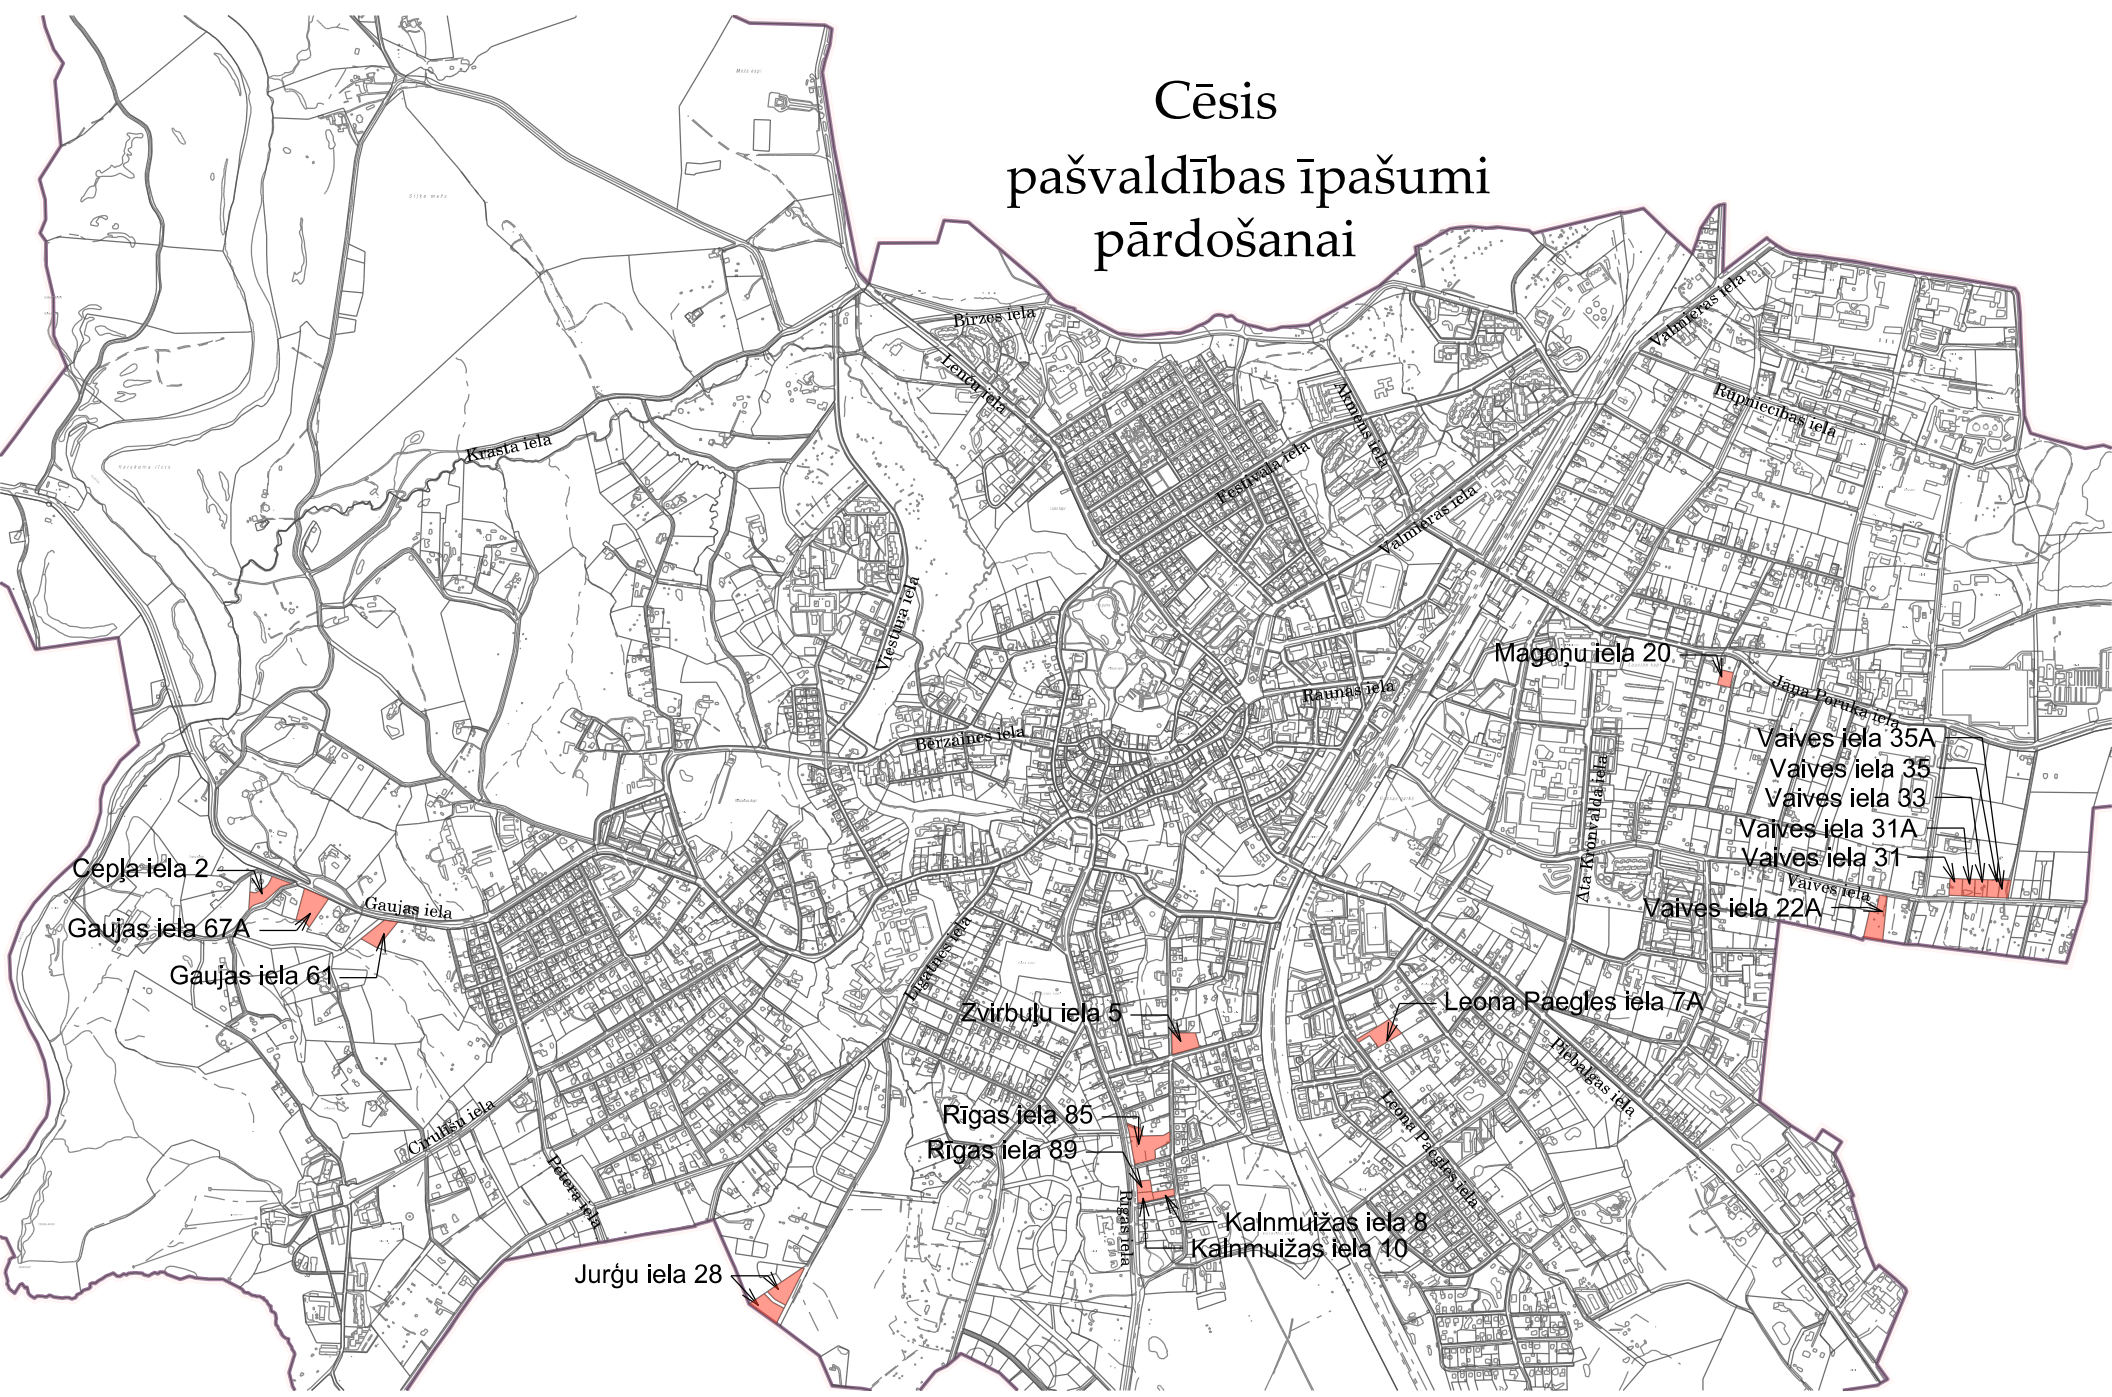 Cēsis
pašvaldības īpašumi
pārdošanai
Birzes iela
Lenču iela
Krasta iela
Valmieras iela
Rūpniecības iela
Akmens iela
Festivāla iela
Valmieras iela
Viestura iela
Magoņu iela 20
Raunas iela
Jāņa Poruka iela
Bērzaines iela
Vaives iela 35A
Vaives iela 35
Vaives iela 33
Vaives iela 31A
Vaives iela 31
Ata Kronvalda iela
Vaives iela
Vaives iela 22A
Cepļa iela 2
Gaujas iela
Gaujas iela 67A
Gaujas iela 61
Līgatnes iela
Zvirbuļu iela 5
Leona Paegles iela 7A
Piebalgas iela
Leona Paegles iela
Cīrulīšu iela
Pētera iela
Rīgas iela 85
Rīgas iela 89
Rīgas iela
Kalnmuižas iela 8
Kalnmuižas iela 10
Jurģu iela 28